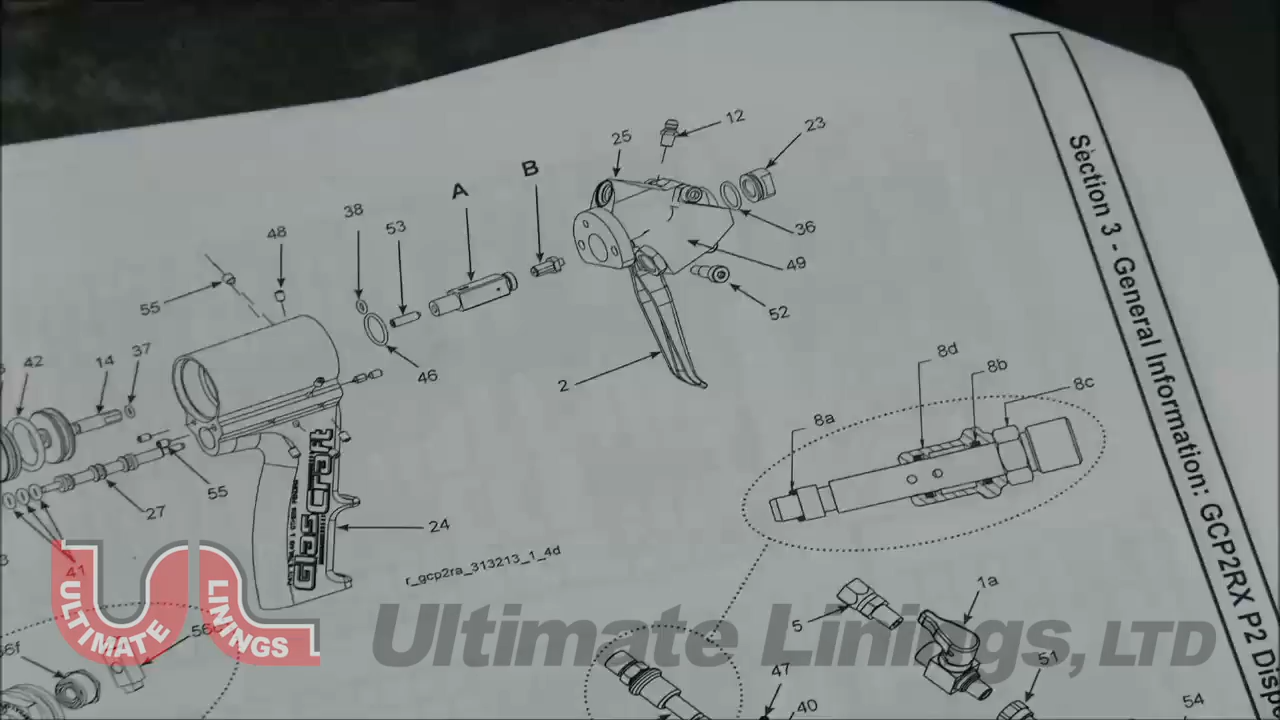 12
23
25
B
A
38
53
48
36
49
52
55
46
2
42
14
37
8d
8b
8c
8a
55
27
24
GlasCraft
41
r_gcp2ra_313213_1_4d
1a
5
ULTIMATE LININGS
Ultimate Linings, LTD
56f
47
51
40
54
Section 3 - General Information: GCP2RX P2 Disp